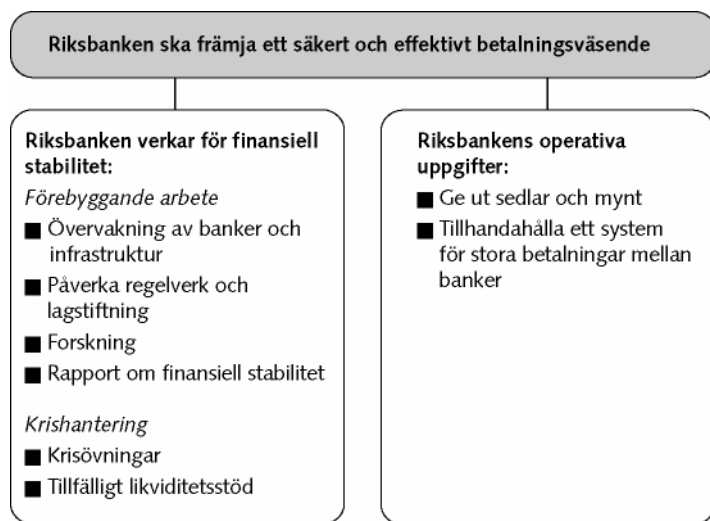 Riksbanken ska främja ett säkert och effektivt betalningsväsende
Riksbanken verkar för finansiell
stabilitet:
Förebyggande arbete
■ Övervakning av banker och
infrastruktur
■ Påverka regelverk och
lagstiftning
■ Forskning
■ Rapport om finansiell stabilitet
Krishantering
■ Krisövningar
■ Tillfälligt likviditetsstöd
Riksbankens operativa
uppgifter:
■ Ge ut sedlar och mynt
■ Tillhandahålla ett system
för stora betalningar mellan
banker